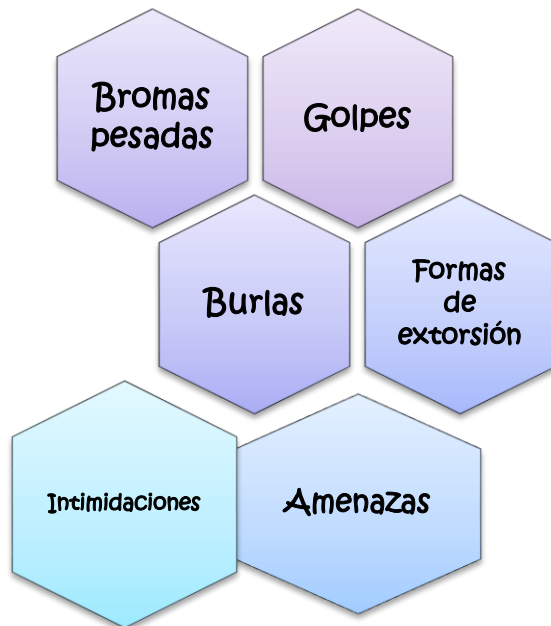 Bromas
pesadas
Golpes
Burlas
Formas
de
extorsión
Intimidaciones
Amenazas